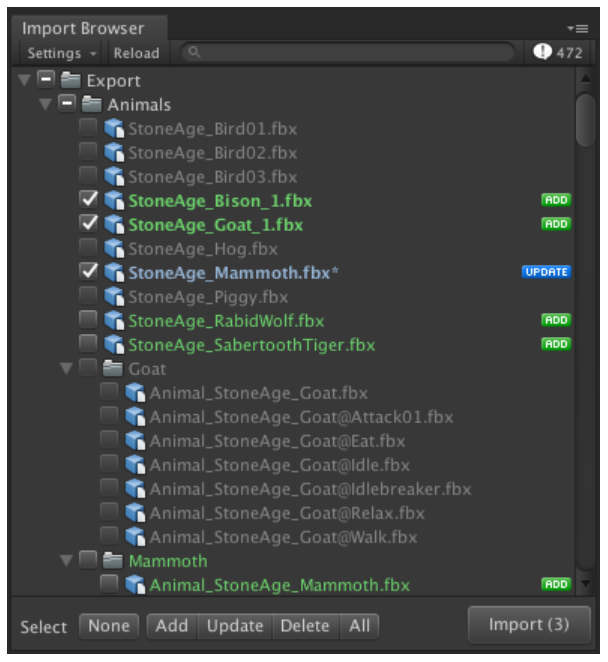 Import Browser
Settings Reload 472
Export
Animals
StoneAge_Bird01.fbx
StoneAge_Bird02.fbx
StoneAge_Bird03.fbx
StoneAge_Bison_1.fbx ADD
StoneAge_Goat_1.fbx ADD
StoneAge_Hog.fbx
StoneAge_Mammoth.fbx* UPDATE
StoneAge_Piggy.fbx
StoneAge_RabidWolf.fbx ADD
StoneAge_SabertoothTiger.fbx ADD
Goat
Animal_StoneAge_Goat.fbx
Animal_StoneAge_Goat@Attack01.fbx
Animal_StoneAge_Goat@Eat.fbx
Animal_StoneAge_Goat@Idle.fbx
Animal_StoneAge_Goat@Idlebreaker.fbx
Animal_StoneAge_Goat@Relax.fbx
Animal_StoneAge_Goat@Walk.fbx
Mammoth
Animal_StoneAge_Mammoth.fbx ADD
Select None Add Update Delete All Import (3)